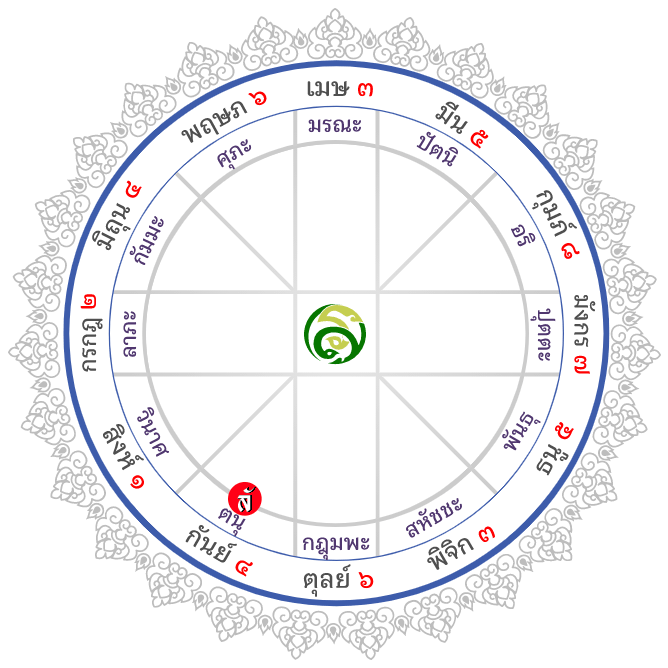 เมษ ๓
มีน ๕
กุมภ์ ๘
มังกร ๗
ธนู ๕
พิจิก ๓
ตุลย์ ๖
กันย์ ๔
สิงห์ ๑
กรกฎ ๒
มิถุน ๔
พฤษภ ๖
มรณะ
ปัตนิ
อริ
ปุตตะ
พันธุ
สหัชชะ
กฎุมพะ
ตนุ
วินาศ
ลาภะ
กัมมะ
ศุภะ
ลั